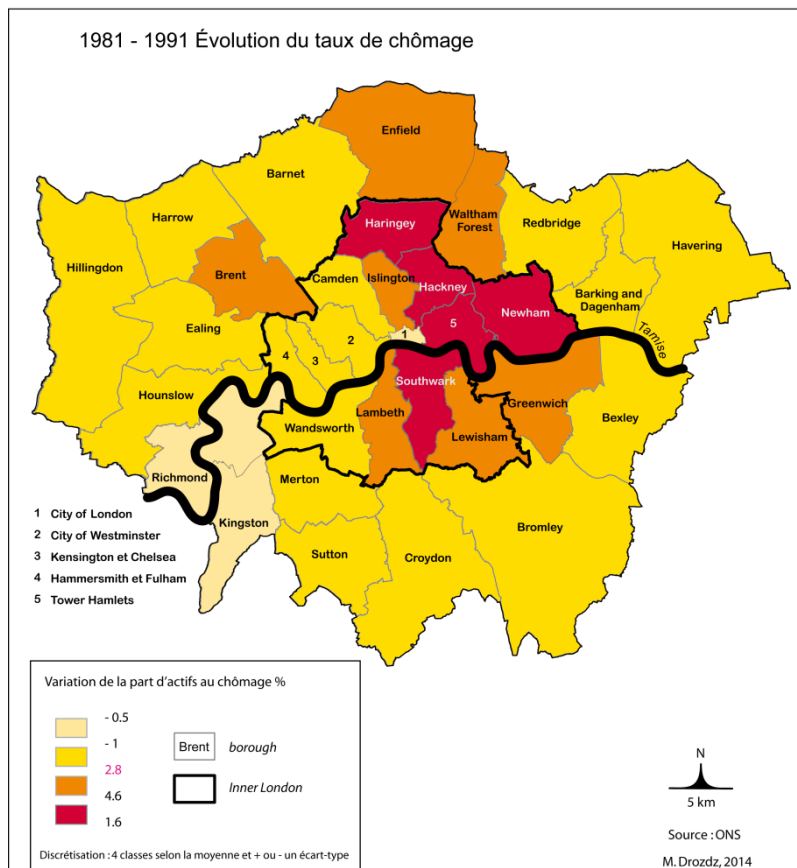 1981 - 1991 Évolution du taux de chômage
Enfield
Barnet
Harrow
Haringey
Waltham
Forest
Redbridge
Havering
Hillingdon
Brent
Camden
Islington
Hackney
Newham
Barking and
Dagenham
Ealing
1
5
2
4
3
Tamise
Hounslow
Southwark
Lambeth
Greenwich
Wandsworth
Lewisham
Bexley
Richmond
Merton
Kingston
Bromley
Sutton
Croydon
1 City of London
2 City of Westminster
3 Kensington et Chelsea
4 Hammersmith et Fulham
5 Tower Hamlets
Variation de la part d'actifs au chômage %
- 0.5
- 1
2.8
4.6
1.6
Brent borough
Inner London
Discrétisation : 4 classes selon la moyenne et + ou - un écart-type
N
5 km
Source : ONS
M. Drozdz, 2014